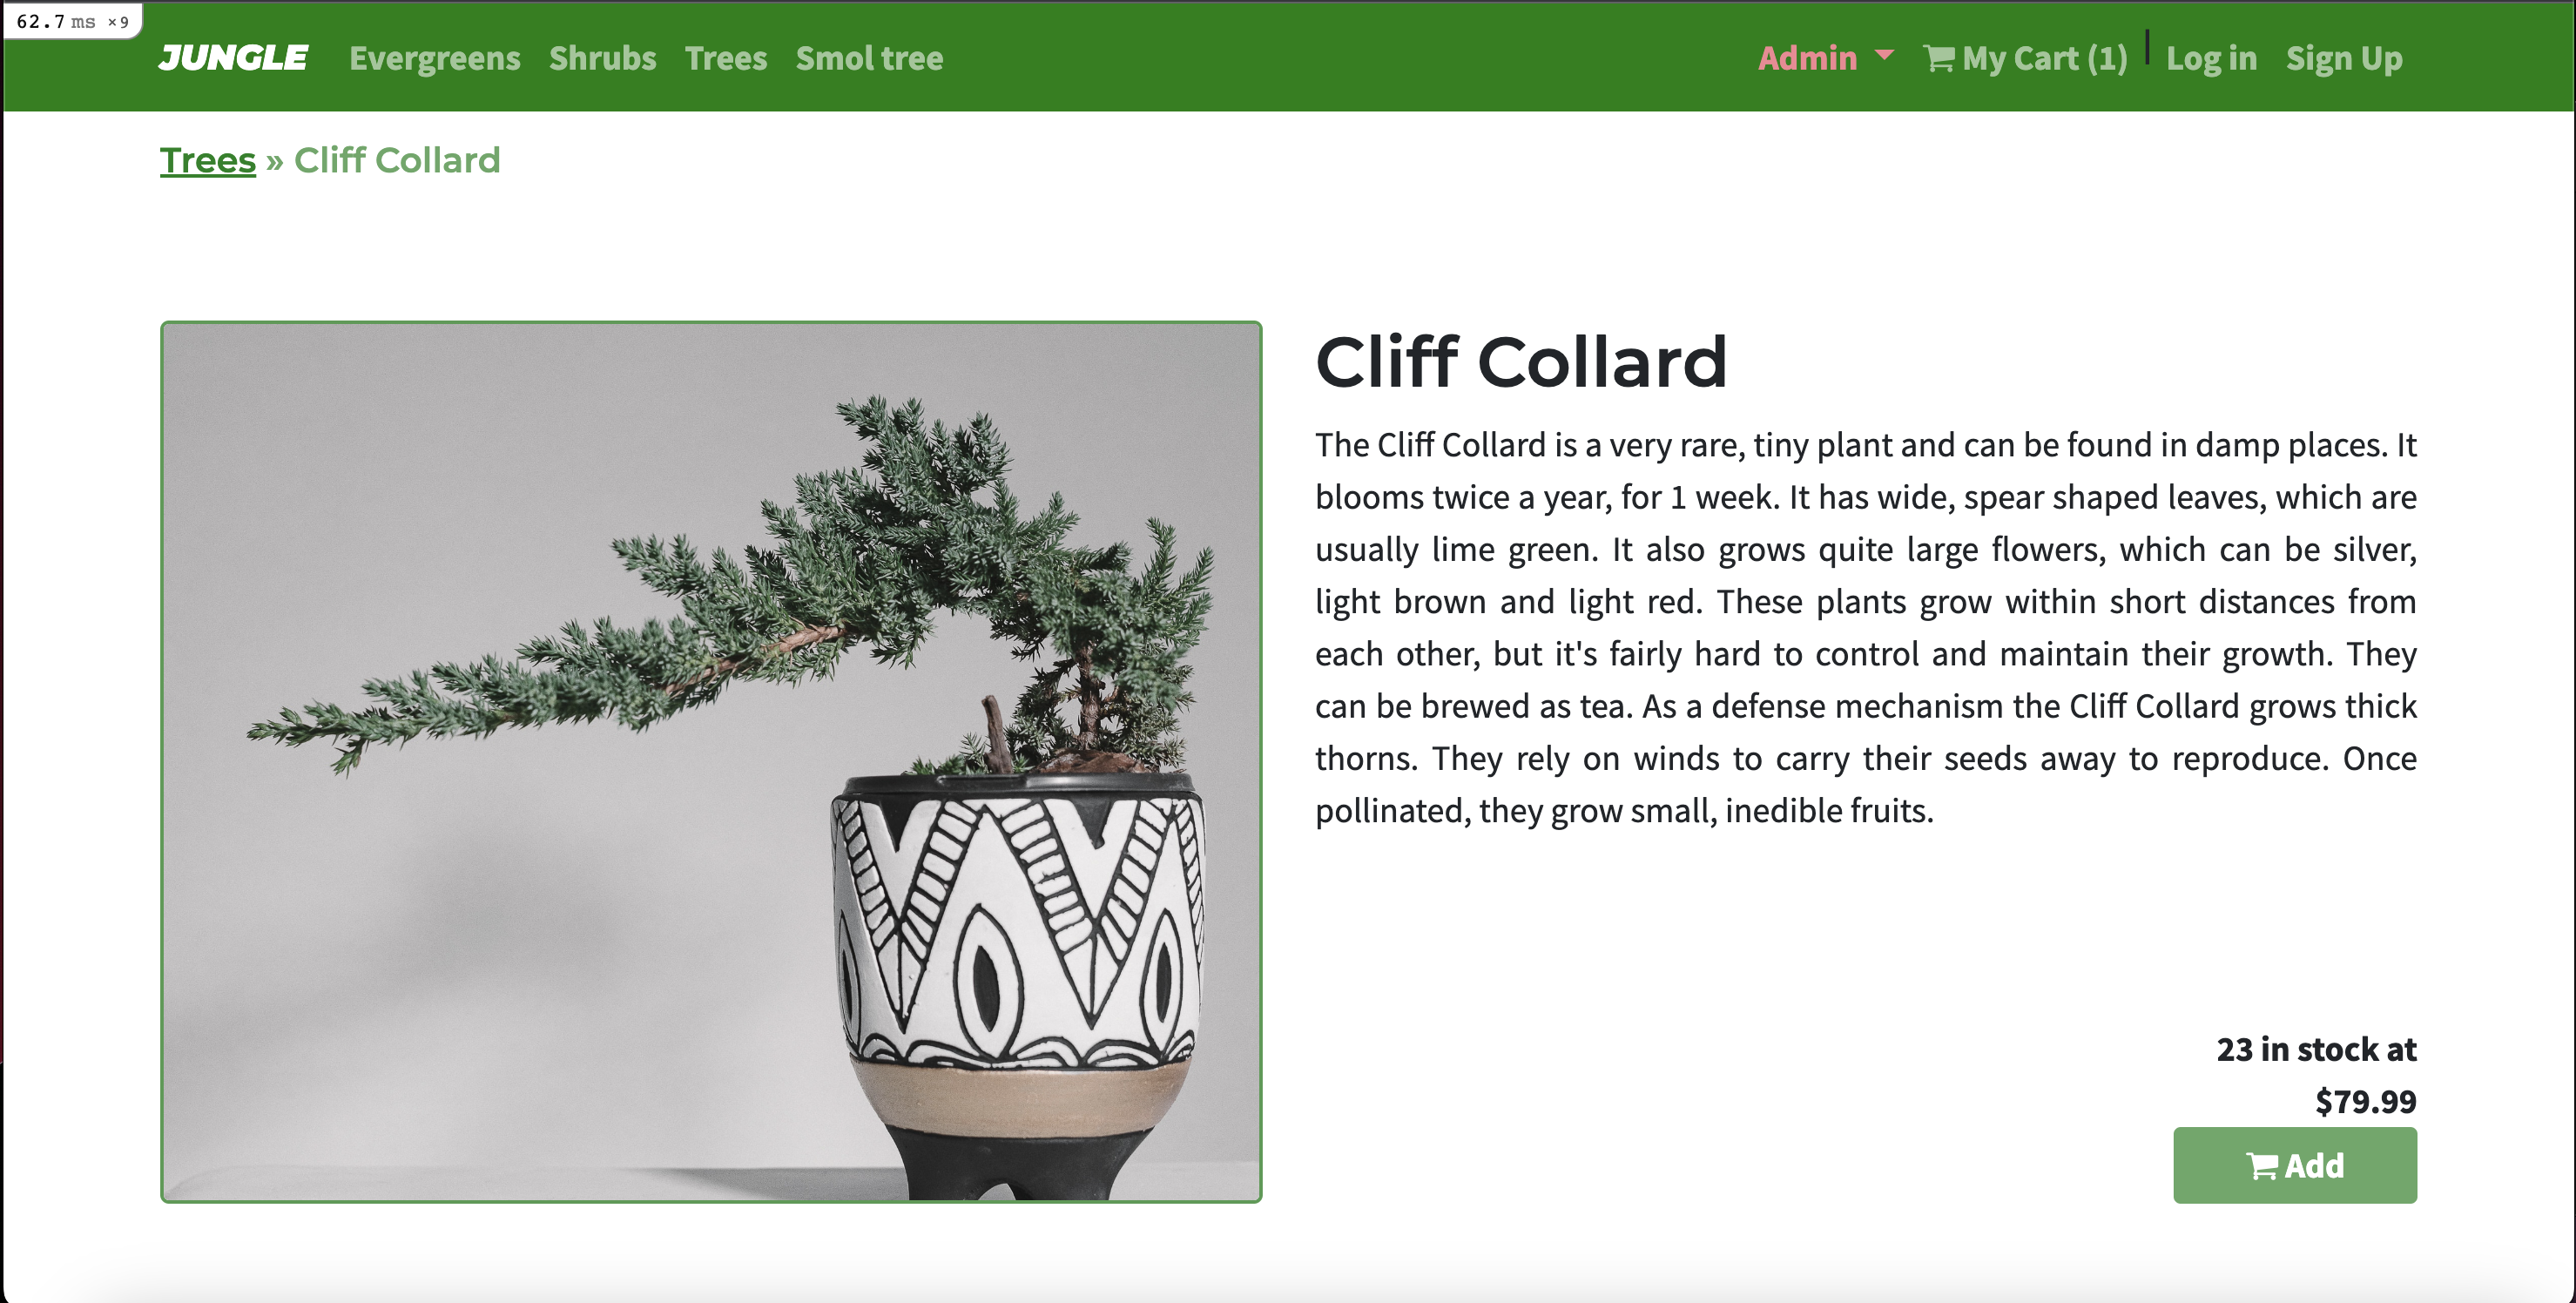 62.7 ms ×9
JUNGLE Evergreens Shrubs Trees Smol tree Admin My Cart (1) | Log in Sign Up
Trees » Cliff Collard
Cliff Collard
The Cliff Collard is a very rare, tiny plant and can be found in damp places. It
blooms twice a year, for 1 week. It has wide, spear shaped leaves, which are
usually lime green. It also grows quite large flowers, which can be silver,
light brown and light red. These plants grow within short distances from
each other, but it's fairly hard to control and maintain their growth. They
can be brewed as tea. As a defense mechanism the Cliff Collard grows thick
thorns. They rely on winds to carry their seeds away to reproduce. Once
pollinated, they grow small, inedible fruits.
23 in stock at
$79.99
Add